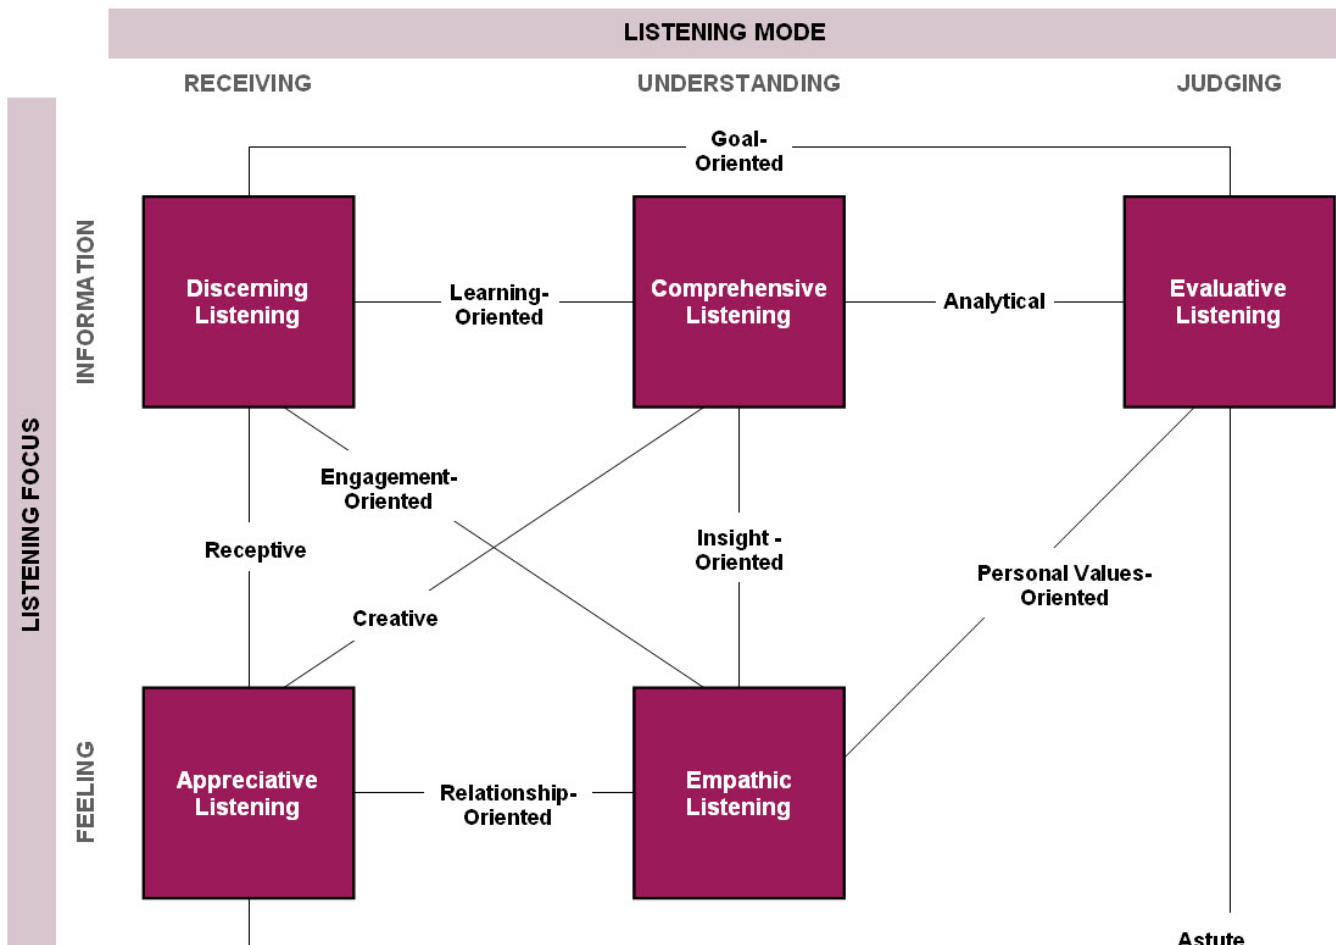 LISTENING MODE
RECEIVING
UNDERSTANDING
JUDGING
LISTENING FOCUS
INFORMATION
FEELING
Goal-
Oriented
Discerning
Listening
Learning-
Oriented
Comprehensive
Listening
Analytical
Evaluative
Listening
Engagement-
Oriented
Receptive
Insight -
Oriented
Personal Values-
Oriented
Creative
Appreciative
Listening
Relationship-
Oriented
Empathic
Listening
Astute